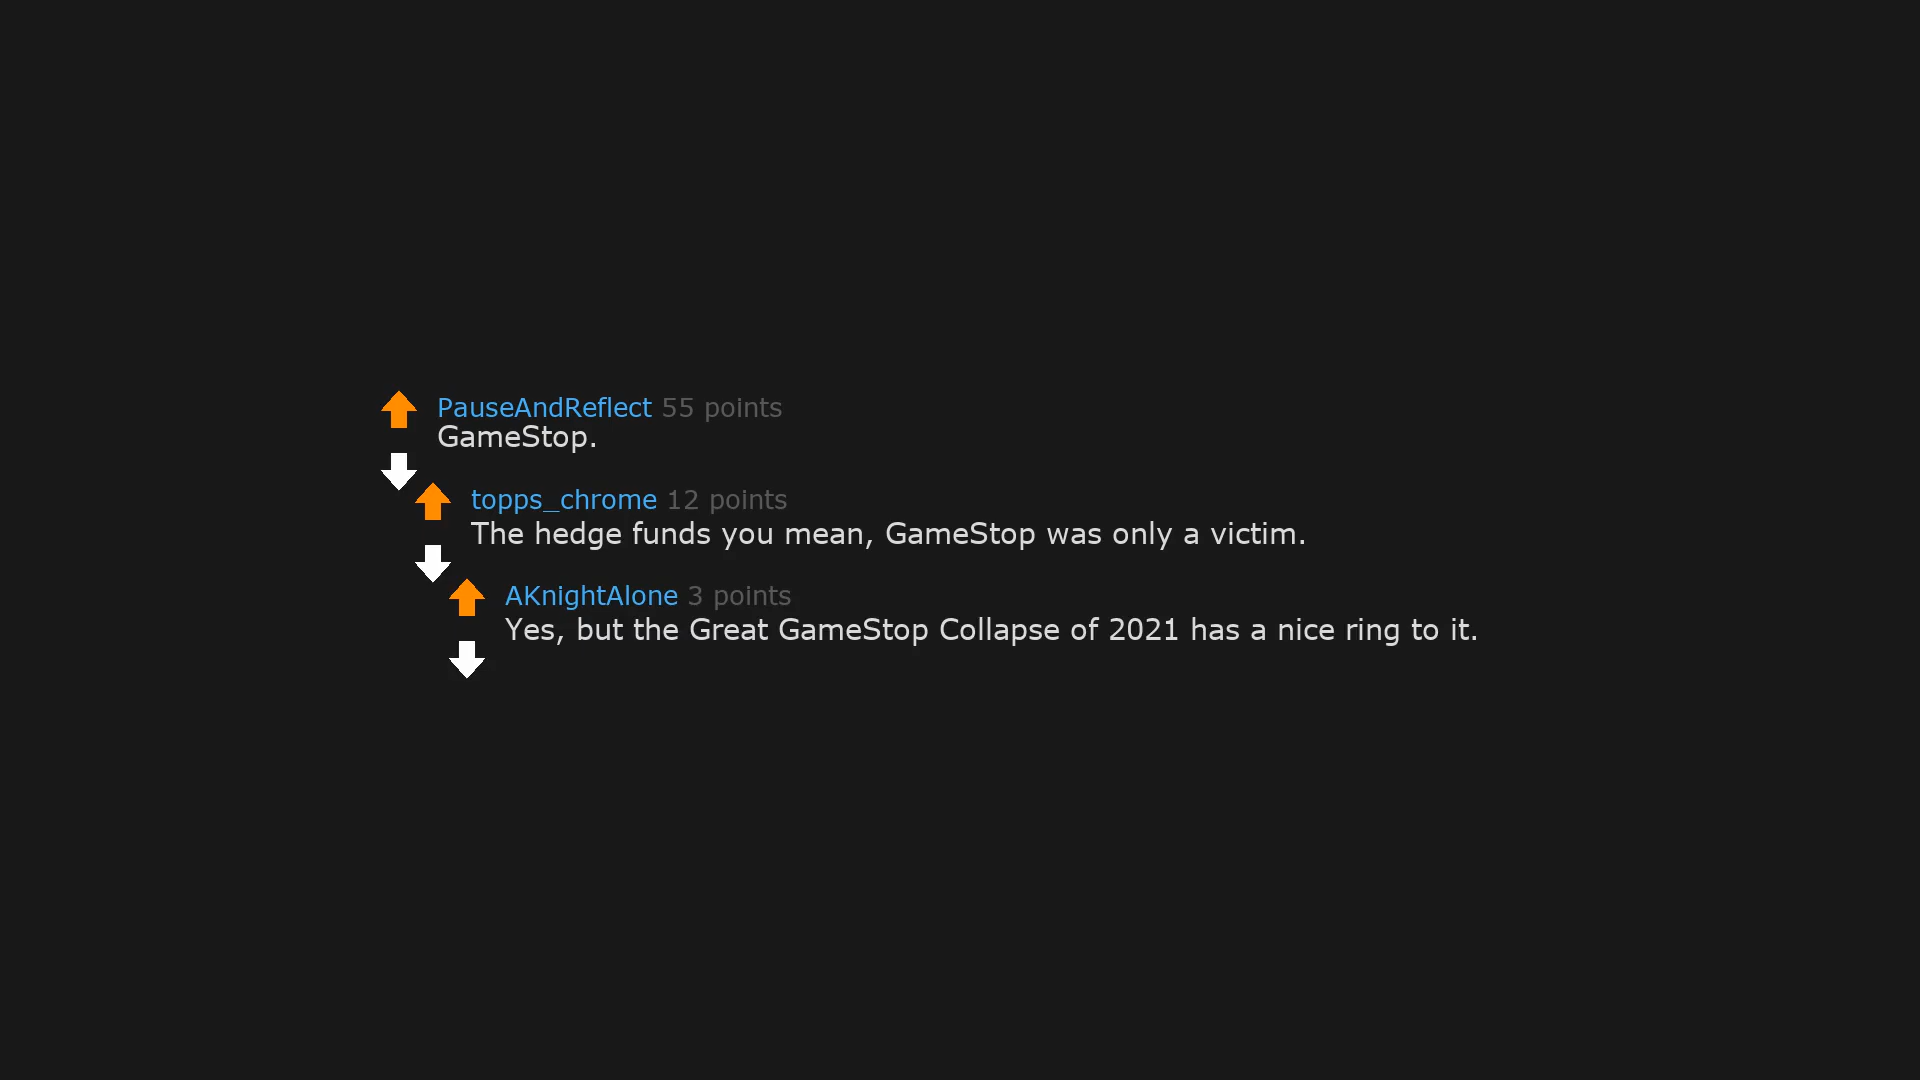 PauseAndReflect 55 points
GameStop.
topps_chrome 12 points
The hedge funds you mean, GameStop was only a victim.
AKnightAlone 3 points
Yes, but the Great GameStop Collapse of 2021 has a nice ring to it.